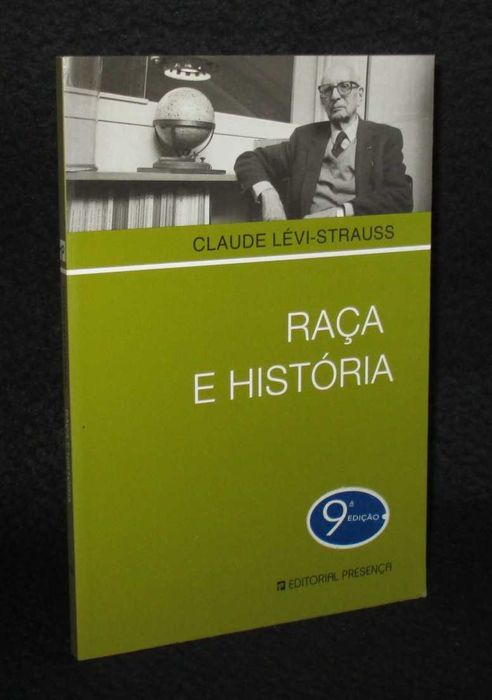 CLAUDE LÉVI-STRAUSS
RAÇA
E HISTÓRIA
9ª
EDIÇÃO
EDITORIAL PRESENÇA